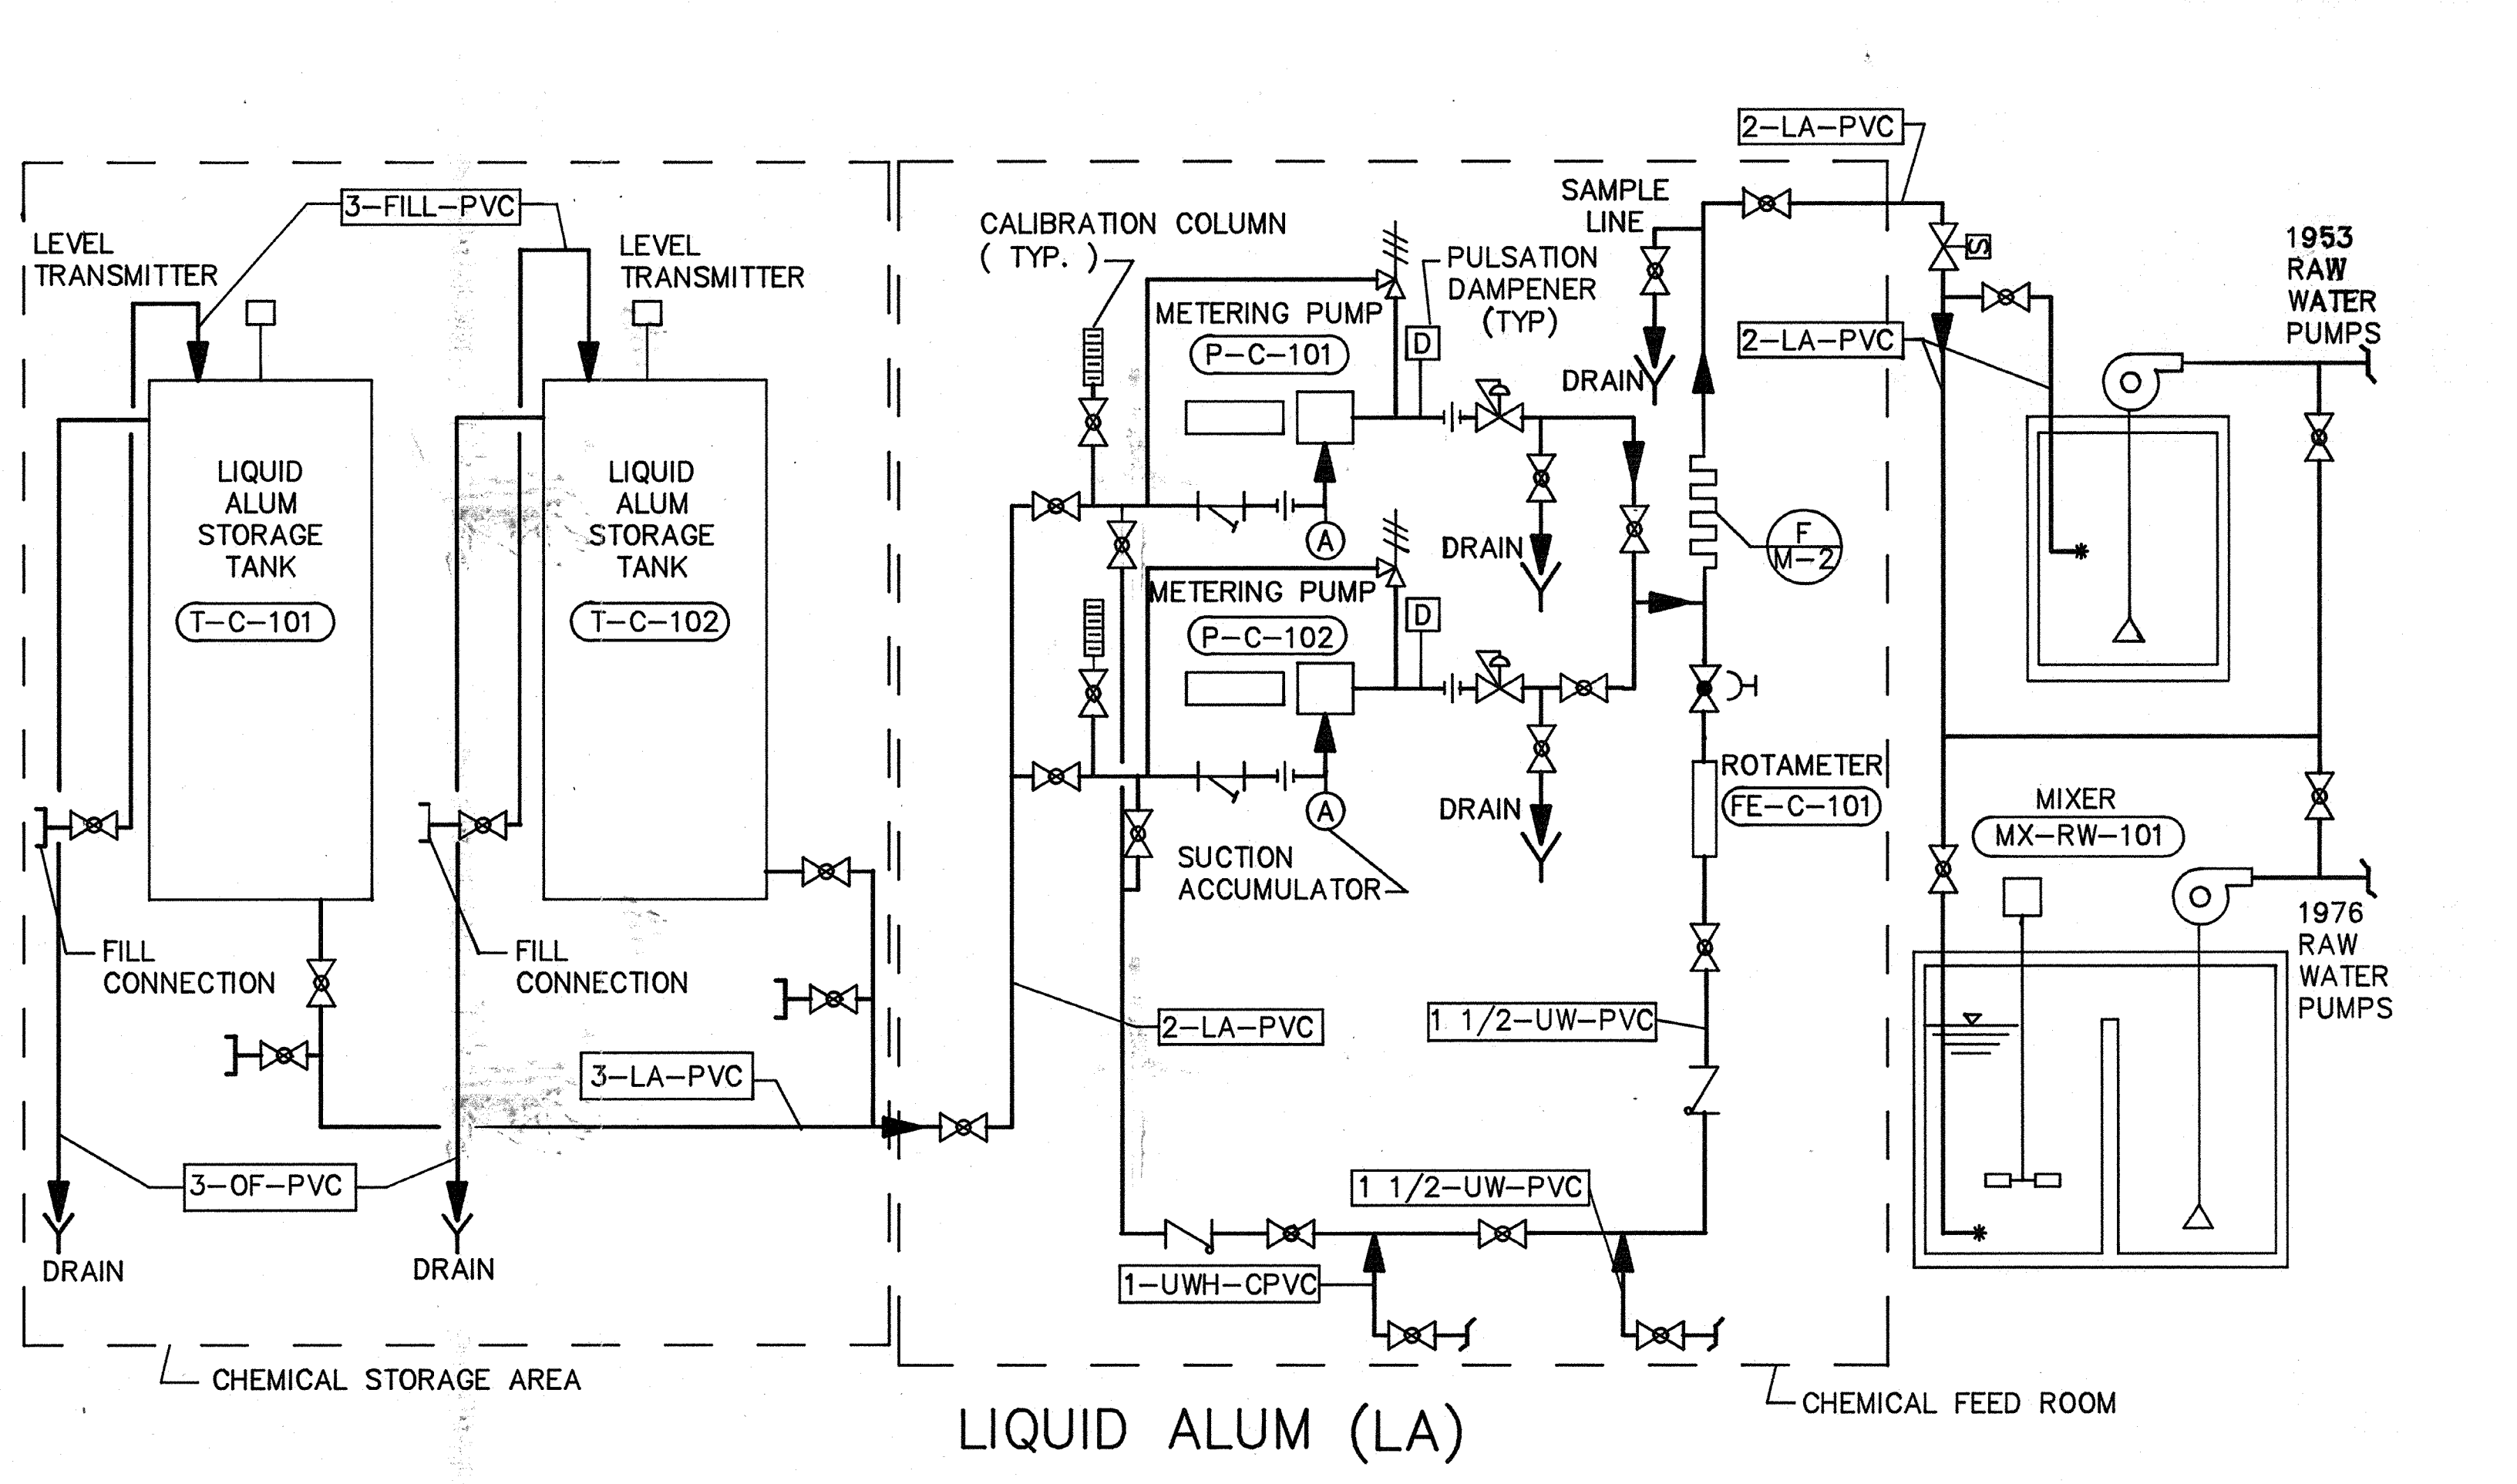 2-LA-PVC
3-FILL-PVC
LEVEL
TRANSMITTER
LEVEL
TRANSMITTER
CALIBRATION COLUMN
( TYP. )
SAMPLE
LINE
PULSATION
DAMPENER
(TYP)
METERING PUMP
P-C-101
D
DRAIN
S
2-LA-PVC
1953
RAW
WATER
PUMPS
LIQUID
ALUM
STORAGE
TANK
T-C-101
LIQUID
ALUM
STORAGE
TANK
T-C-102
A
DRAIN
F
M-2
METERING PUMP
P-C-102
D
A
DRAIN
SUCTION
ACCUMULATOR
ROTAMETER
FE-C-101
MIXER
MX-RW-101
1976
RAW
WATER
PUMPS
FILL
CONNECTION
FILL
CONNECTION
2-LA-PVC
1 1/2-UW-PVC
3-LA-PVC
3-OF-PVC
1 1/2-UW-PVC
1-UWH-CPVC
DRAIN
DRAIN
CHEMICAL STORAGE AREA
CHEMICAL FEED ROOM
LIQUID ALUM (LA)